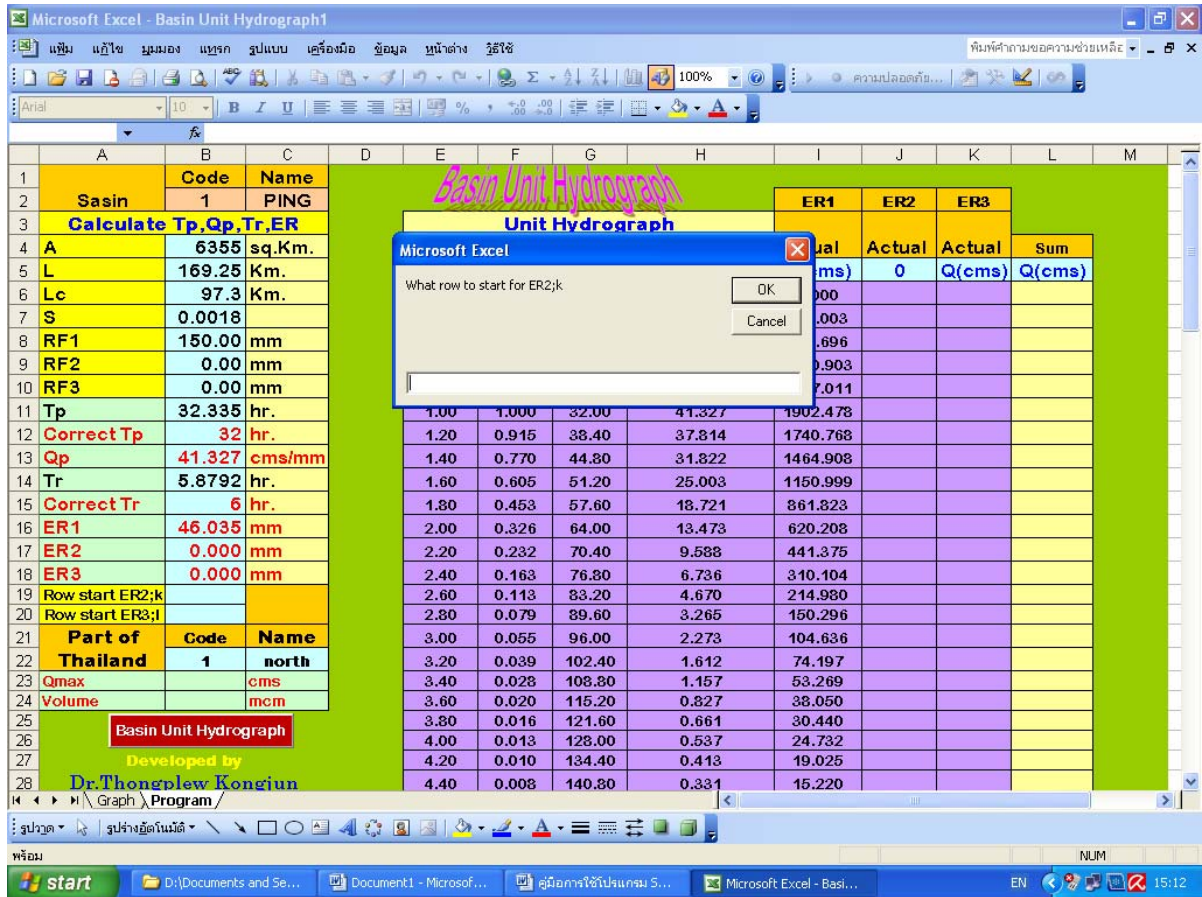 Microsoft Excel - Basin Unit Hydrograph1
แฟ้ม แก้ไข มุมมอง แทรก รูปแบบ เครื่องมือ ข้อมูล หน้าต่าง วิธีใช้ พิมพ์คำถามขอความช่วยเหลือ
100% ความปลอดภัย...
Arial 10 B I U
fx
A B C D E F G H I J K L M
1 Code Name Basin Unit Hydrograph
2 Sasin 1 PING ER1 ER2 ER3
3 Calculate Tp,Qp,Tr,ER Unit Hydrograph
4 A 6355 sq.Km. ual Actual Actual Sum
5 L 169.25 Km. cms) 0 Q(cms) Q(cms)
6 Lc 97.3 Km. 000
7 S 0.0018 .003
8 RF1 150.00 mm .696
9 RF2 0.00 mm .903
10 RF3 0.00 mm 7.011
Microsoft Excel
What row to start for ER2;k
OK
Cancel
11 Tp 32.335 hr. 1.00 1.000 32.00 41.327 1902.478
12 Correct Tp 32 hr. 1.20 0.915 38.40 37.814 1740.768
13 Qp 41.327 cms/mm 1.40 0.770 44.80 31.822 1464.908
14 Tr 5.8792 hr. 1.60 0.605 51.20 25.003 1150.999
15 Correct Tr 6 hr. 1.80 0.453 57.60 18.721 861.823
16 ER1 46.035 mm 2.00 0.326 64.00 13.473 620.208
17 ER2 0.000 mm 2.20 0.232 70.40 9.588 441.375
18 ER3 0.000 mm 2.40 0.163 76.80 6.736 310.104
19 Row start ER2;k 2.60 0.113 83.20 4.670 214.980
20 Row start ER3;l 2.80 0.079 89.60 3.265 150.296
21 Part of Code Name 3.00 0.055 96.00 2.273 104.636
22 Thailand 1 north 3.20 0.039 102.40 1.612 74.197
23 Qmax cms 3.40 0.028 108.80 1.157 53.269
24 Volume mcm 3.60 0.020 115.20 0.827 38.050
25 Basin Unit Hydrograph 3.80 0.016 121.60 0.661 30.440
26 4.00 0.013 128.00 0.537 24.732
27 Developed by 4.20 0.010 134.40 0.413 19.025
28 Dr.Thongplew Kongjun 4.40 0.008 140.80 0.331 15.220
Graph Program
รูปวาด รูปร่างอัตโนมัติ
พร้อม NUM
start D:\Documents and Se... Document1 - Microsof... คู่มือการใช้โปรแกรม S... Microsoft Excel - Basi... EN 15:12